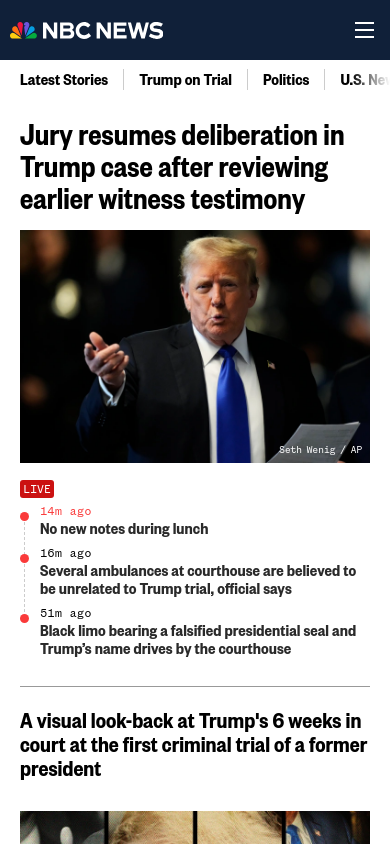 NBC NEWS
Latest Stories
Trump on Trial
Politics
U.S. Ne
Jury resumes deliberation in
Trump case after reviewing
earlier witness testimony
Seth Wenig / AP
LIVE
14m ago
No new notes during lunch
16m ago
Several ambulances at courthouse are believed to
be unrelated to Trump trial, official says
51m ago
Black limo bearing a falsified presidential seal and
Trump’s name drives by the courthouse
A visual look-back at Trump's 6 weeks in
court at the first criminal trial of a former
president